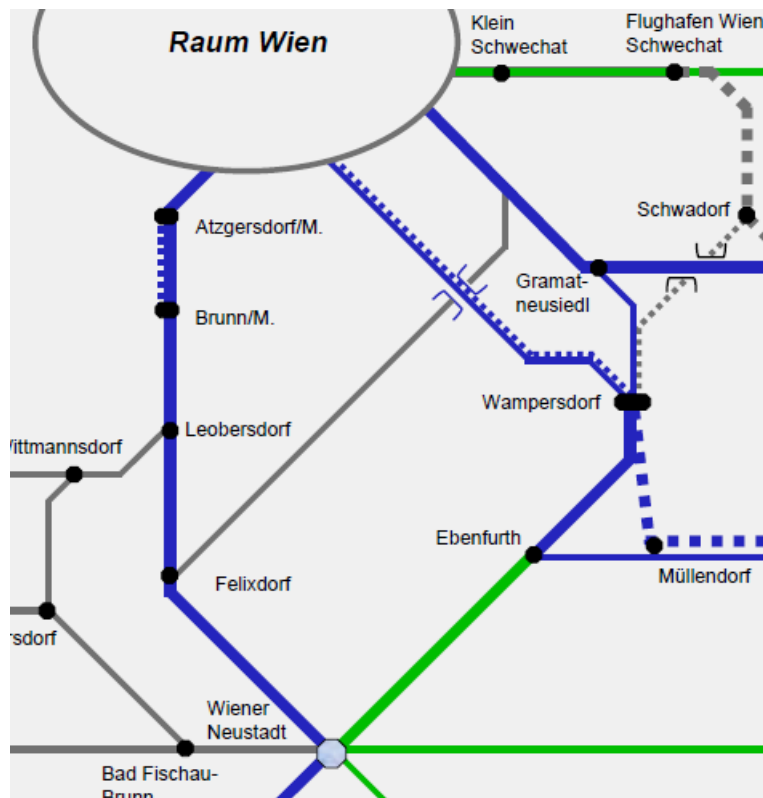 Raum Wien
Klein
Schwechat
Flughafen Wien
Schwechat
Schwadorf
Atzgersdorf/M.
Gramat-
neusiedl
Brunn/M.
Wampersdorf
Leobersdorf
ittmannsdorf
Ebenfurth
Müllendorf
Felixdorf
rsdorf
Wiener
Neustadt
Bad Fischau-
Brunn